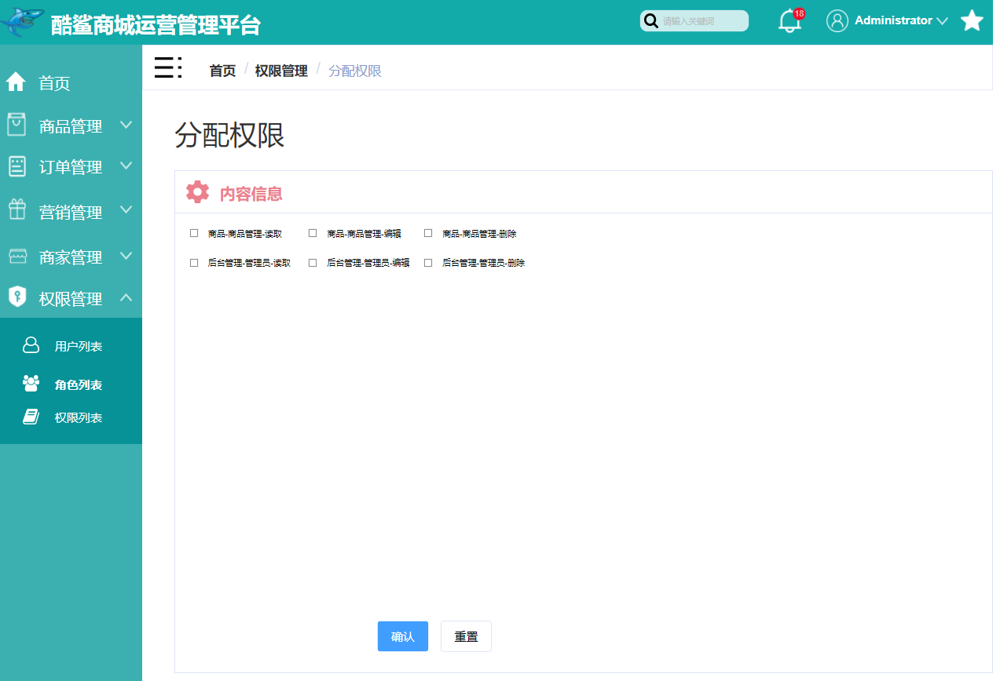 酷鲨商城运营管理平台
请输入关键词
18
Administrator
首页 / 权限管理 / 分配权限
首页
商品管理
订单管理
营销管理
商家管理
权限管理
用户列表
角色列表
权限列表
分配权限
内容信息
商品-商品管理-读取 商品-商品管理-编辑 商品-商品管理-删除
后台管理-管理员-读取 后台管理-管理员-编辑 后台管理-管理员-删除
确认 重置